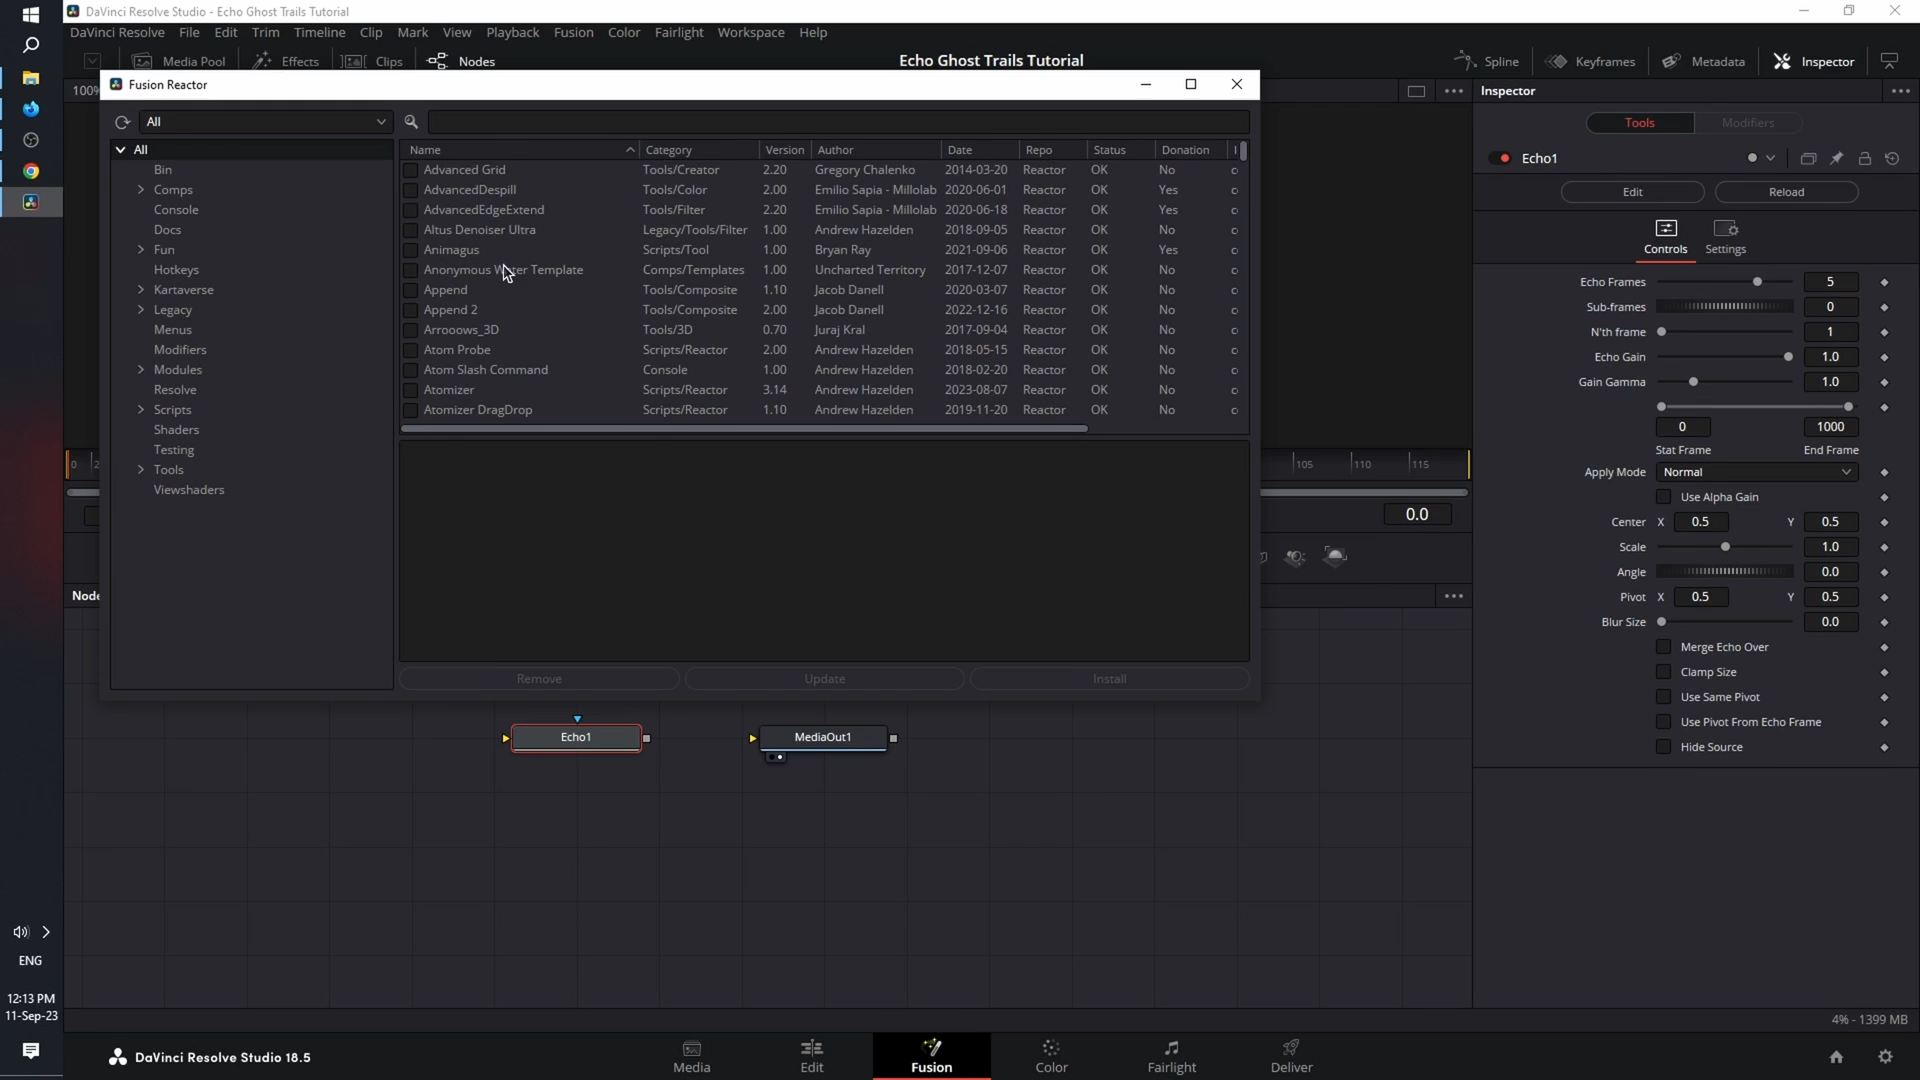 DaVinci Resolve Studio - Echo Ghost Trails Tutorial
DaVinci Resolve File Edit Trim Timeline Clip Mark View Playback Fusion Color Fairlight Workspace Help
Media Pool Effects Clips Nodes Echo Ghost Trails Tutorial Spline Keyframes Metadata Inspector
Fusion Reactor
Inspector
All
Tools Modifiers
Name Category Version Author Date Repo Status Donation
All
Bin
Comps
Console
Docs
Fun
Hotkeys
Kartaverse
Legacy
Menus
Modifiers
Modules
Resolve
Scripts
Shaders
Testing
Tools
Viewshaders
Advanced Grid Tools/Creator 2.20 Gregory Chalenko 2014-03-20 Reactor OK No
AdvancedDespill Tools/Color 2.00 Emilio Sapia - Millolab 2020-06-01 Reactor OK Yes
AdvancedEdgeExtend Tools/Filter 2.20 Emilio Sapia - Millolab 2020-06-18 Reactor OK Yes
Altus Denoiser Ultra Legacy/Tools/Filter 1.00 Andrew Hazelden 2018-09-05 Reactor OK No
Animagus Scripts/Tool 1.00 Bryan Ray 2021-09-06 Reactor OK Yes
Anonymous Template Comps/Templates 1.00 Uncharted Territory 2017-12-07 Reactor OK No
Append Tools/Composite 1.10 Jacob Danell 2020-03-07 Reactor OK No
Append 2 Tools/Composite 2.00 Jacob Danell 2022-12-16 Reactor OK No
Arrooows_3D Tools/3D 0.70 Juraj Kral 2017-09-04 Reactor OK No
Atom Probe Scripts/Reactor 2.00 Andrew Hazelden 2018-05-15 Reactor OK No
Atom Slash Command Console 1.00 Andrew Hazelden 2018-02-20 Reactor OK No
Atomizer Scripts/Reactor 3.14 Andrew Hazelden 2023-08-07 Reactor OK No
Atomizer DragDrop Scripts/Reactor 1.10 Andrew Hazelden 2019-11-20 Reactor OK No
Remove Update Install
Echo1
Edit Reload
Controls Settings
Echo Frames 5
Sub-frames 0
N'th frame 1
Echo Gain 1.0
Gain Gamma 1.0
0 1000
Stat Frame End Frame
Apply Mode Normal
Use Alpha Gain
Center X 0.5 Y 0.5
Scale 1.0
Angle 0.0
Pivot X 0.5 Y 0.5
Blur Size 0.0
Merge Echo Over
Clamp Size
Use Same Pivot
Use Pivot From Echo Frame
Hide Source
105 110 115
0.0
Echo1 MediaOut1
ENG
12:13 PM
11-Sep-23
4% - 1399 MB
DaVinci Resolve Studio 18.5
Media Edit Fusion Color Fairlight Deliver